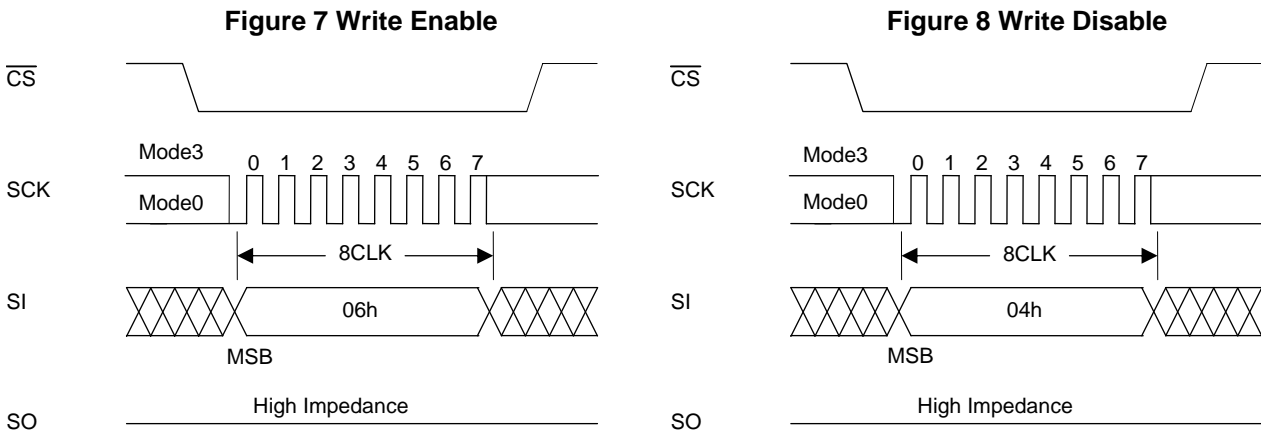 Figure 7 Write Enable
CS
Mode3
0 1 2 3 4 5 6 7
SCK
Mode0
8CLK
SI
06h
MSB
High Impedance
SO
Figure 8 Write Disable
CS
Mode3
0 1 2 3 4 5 6 7
SCK
Mode0
8CLK
SI
04h
MSB
High Impedance
SO